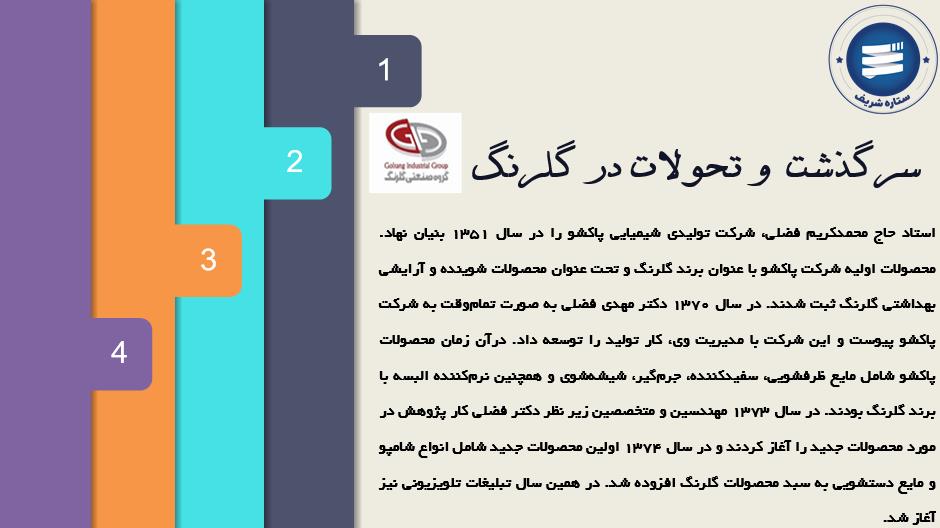 ستاره شریف
1
2
3
4
Golrang Industrial Group
گروه صنعتی گلرنگ
سرگذشت و تحولات در گلرنگ
استاد حاج محمدکریم فضلی، شرکت تولیدی شیمیایی پاکشو را در سال ۱۳۵۱ بنیان نهاد.
محصولات اولیه شرکت پاکشو با عنوان برند گلرنگ و تحت عنوان محصولات شوینده و آرایشی
بهداشتی گلرنگ ثبت شدند. در سال ۱۳۷۰ دکتر مهدی فضلی به صورت تمام‌وقت به شرکت
پاکشو پیوست و این شرکت با مدیریت وی، کار تولید را توسعه داد. درآن زمان محصولات
پاکشو شامل مایع ظرفشویی، سفیدکننده، جرم‌گیر، شیشه‌شوی و همچنین نرم‌کننده البسه با
برند گلرنگ بودند. در سال ۱۳۷۳ مهندسین و متخصصین زیر نظر دکتر فضلی کار پژوهش در
مورد محصولات جدید را آغاز کردند و در سال ۱۳۷۴ اولین محصولات جدید شامل انواع شامپو
و مایع دستشویی به سبد محصولات گلرنگ افزوده شد. در همین سال تبلیغات تلویزیونی نیز
آغاز شد.